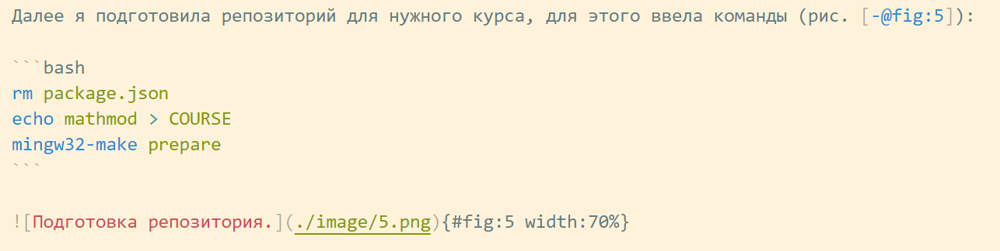 Далее я подготовила репозиторий для нужного курса, для этого ввела команды (рис. [-@fig:5]):
```bash
rm package.json
echo mathmod > COURSE
mingw32-make prepare
```
![Подготовка репозитория.](./image/5.png){#fig:5 width:70%}